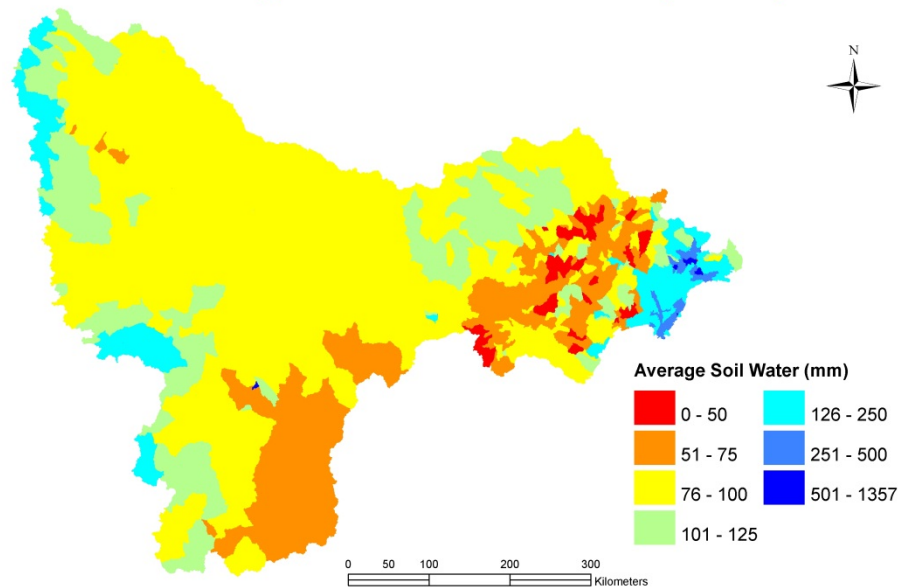 N
Average Soil Water (mm)
0 - 50
126 - 250
51 - 75
251 - 500
76 - 100
501 - 1357
101 - 125
0 50 100 200 300
Kilometers